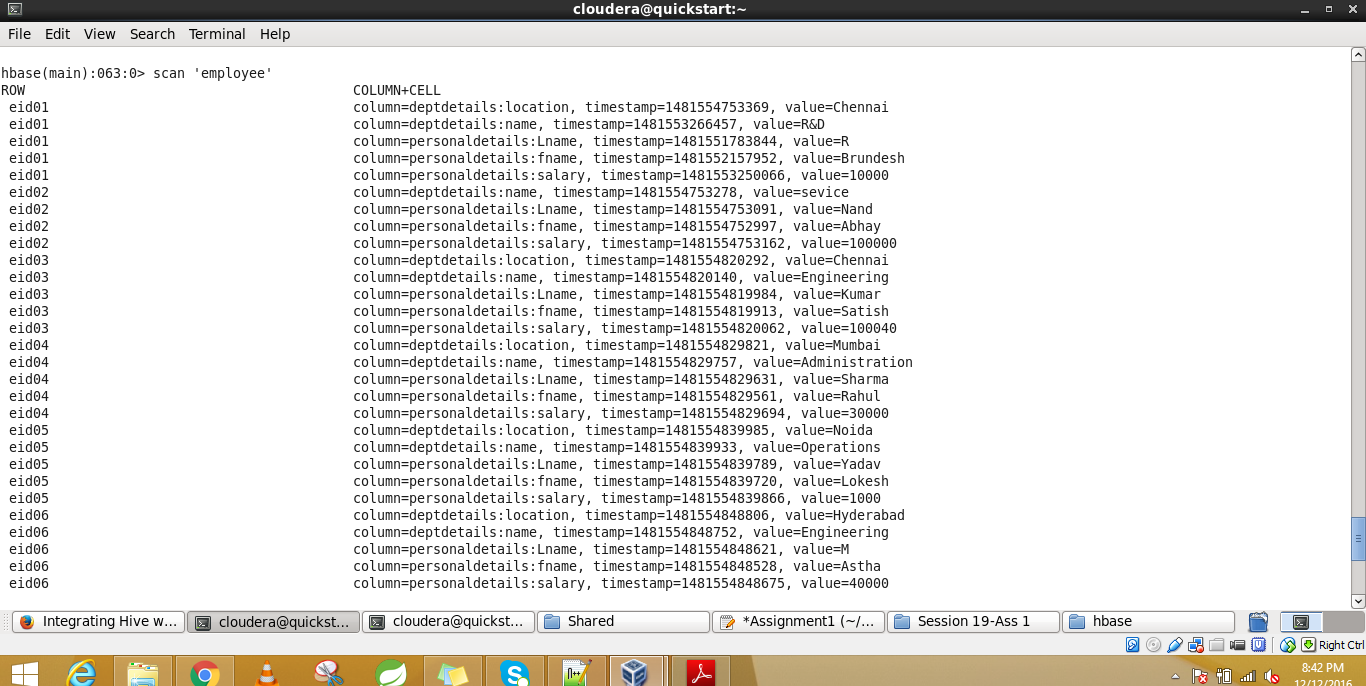 cloudera@quickstart:~
File Edit View Search Terminal Help
hbase(main):063:0> scan 'employee'
ROW COLUMN+CELL
eid01 column=deptdetails:location, timestamp=1481554753369, value=Chennai
eid01 column=deptdetails:name, timestamp=1481553266457, value=R&D
eid01 column=personaldetails:Lname, timestamp=1481551783844, value=R
eid01 column=personaldetails:fname, timestamp=1481552157952, value=Brundesh
eid01 column=personaldetails:salary, timestamp=1481553250066, value=10000
eid02 column=deptdetails:name, timestamp=1481554753278, value=sevice
eid02 column=personaldetails:Lname, timestamp=1481554753091, value=Nand
eid02 column=personaldetails:fname, timestamp=1481554752997, value=Abhay
eid02 column=personaldetails:salary, timestamp=1481554753162, value=100000
eid03 column=deptdetails:location, timestamp=1481554820292, value=Chennai
eid03 column=deptdetails:name, timestamp=1481554820140, value=Engineering
eid03 column=personaldetails:Lname, timestamp=1481554819984, value=Kumar
eid03 column=personaldetails:fname, timestamp=1481554819913, value=Satish
eid03 column=personaldetails:salary, timestamp=1481554820062, value=100040
eid04 column=deptdetails:location, timestamp=1481554829821, value=Mumbai
eid04 column=deptdetails:name, timestamp=1481554829757, value=Administration
eid04 column=personaldetails:Lname, timestamp=1481554829631, value=Sharma
eid04 column=personaldetails:fname, timestamp=1481554829561, value=Rahul
eid04 column=personaldetails:salary, timestamp=1481554829694, value=30000
eid05 column=deptdetails:location, timestamp=1481554839985, value=Noida
eid05 column=deptdetails:name, timestamp=1481554839933, value=Operations
eid05 column=personaldetails:Lname, timestamp=1481554839789, value=Yadav
eid05 column=personaldetails:fname, timestamp=1481554839720, value=Lokesh
eid05 column=personaldetails:salary, timestamp=1481554839866, value=1000
eid06 column=deptdetails:location, timestamp=1481554848806, value=Hyderabad
eid06 column=deptdetails:name, timestamp=1481554848752, value=Engineering
eid06 column=personaldetails:Lname, timestamp=1481554848621, value=M
eid06 column=personaldetails:fname, timestamp=1481554848528, value=Astha
eid06 column=personaldetails:salary, timestamp=1481554848675, value=40000
Integrating Hive w... cloudera@quickst... cloudera@quickst... Shared *Assignment1 (~/... Session 19-Ass 1 hbase
Right Ctrl
8:42 PM
12/12/2016